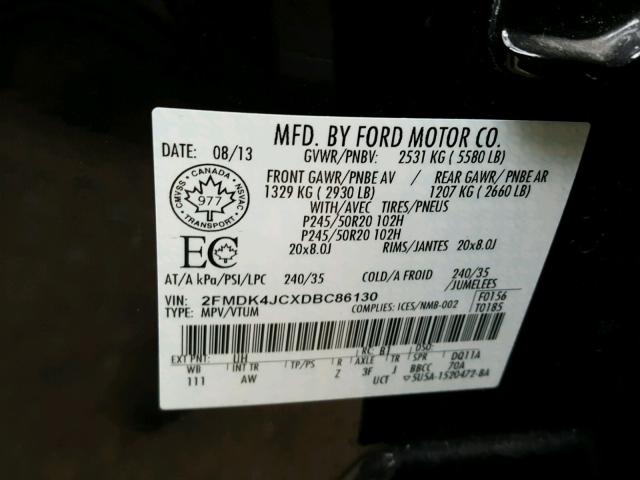 MFD. BY FORD MOTOR CO.
DATE: 08/13 GVWR/PNBV: 2531 KG ( 5580 LB)
FRONT GAWR/PNBE AV / REAR GAWR/PNBE AR
1329 KG ( 2930 LB) 1207 KG ( 2660 LB)
WITH/AVEC TIRES/PNEUS
P245/50R20 102H
P245/50R20 102H
20x8.0J RIMS/JANTES 20x8.0J
CMVSS CANADA NSVAC
977
TRANSPORT
EC
AT/A kPa/PSI/LPC 240/35 COLD/A FROID 240/35
/JUMELEES
VIN: 2FMDK4JCXDBC86130 F0156
TYPE: MPV/VTUM COMPLIES: ICES/NMB-002 T0185
EXT PNT: UH RC: B1 DSO:
WB INT TR TP/PS R AXLE TR SPR DQ11A
111 AW Z 3F J BBCC 70A
UCT 5U5A-1520472-BA